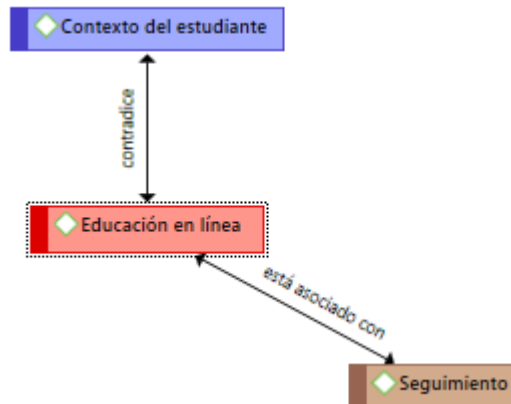 Contexto del estudiante
contradice
Educación en línea
está asociado con
Seguimiento